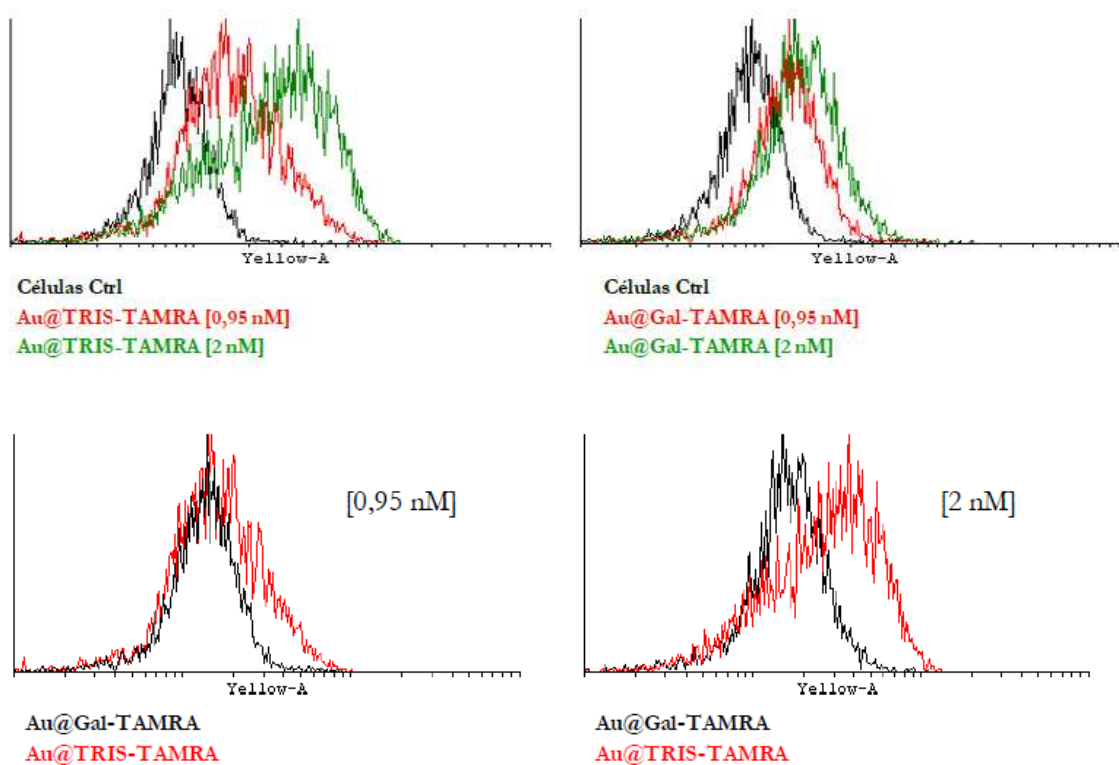 Yellow-A
Células Ctrl
Au@TRIS-TAMRA [0,95 nM]
Au@TRIS-TAMRA [2 nM]
Yellow-A
Células Ctrl
Au@Gal-TAMRA [0,95 nM]
Au@Gal-TAMRA [2 nM]
[0,95 nM]
Yellow-A
Au@Gal-TAMRA
Au@TRIS-TAMRA
[2 nM]
Yellow-A
Au@Gal-TAMRA
Au@TRIS-TAMRA